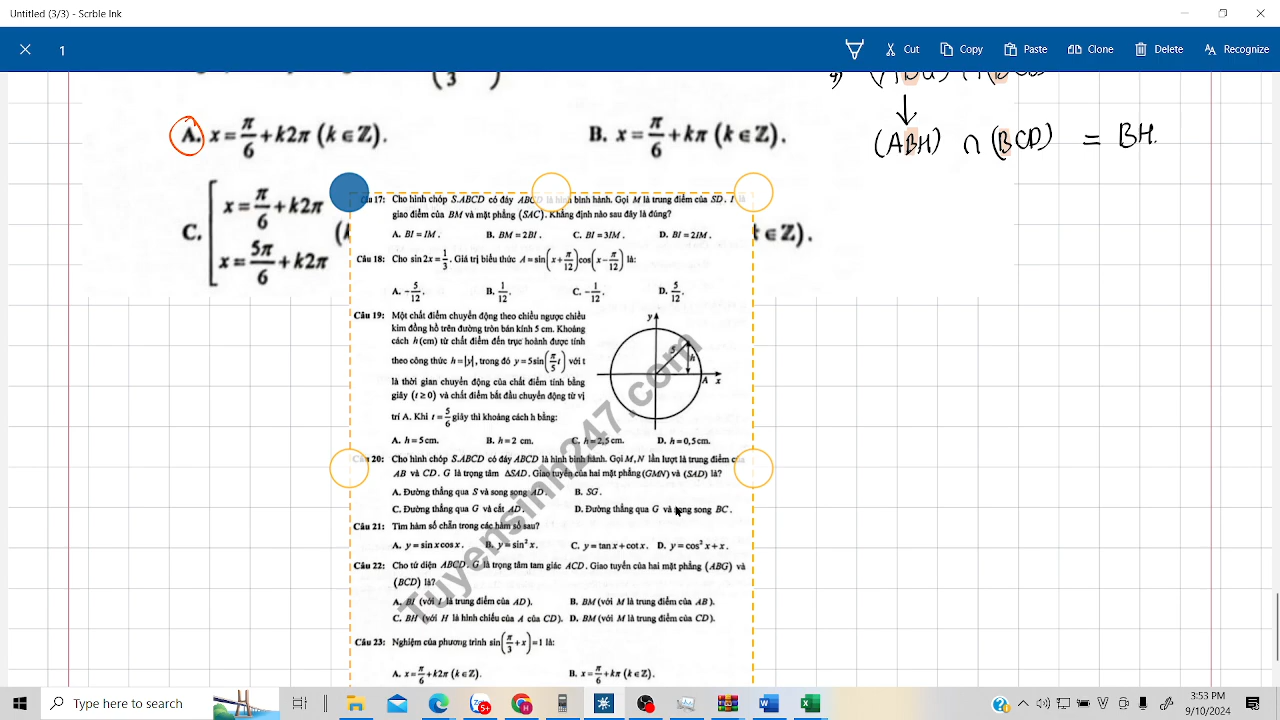 Untitled (3/3) - Scrble Ink
1
Cut
Copy
Paste
Clone
Delete
Recognize
(3 )
(ABH) ∩ (BCD) = BH.
A. x = π/6 + k2π (k ∈ ℤ).
B. x = π/6 + kπ (k ∈ ℤ).
C. [ x = π/6 + k2π
x = 5π/6 + k2π
k ∈ ℤ).
17: Cho hình chóp S.ABCD có đáy ABCD là hình bình hành. Gọi M là trung điểm của SD. I là
giao điểm của BM và mặt phẳng (SAC). Khẳng định nào sau đây là đúng?
A. BI = IM. B. BM = 2BI. C. BI = 3IM. D. BI = 2IM.
Câu 18: Cho sin 2x = 1/3. Giá trị biểu thức A = sin(x + π/12)cos(x − π/12) là:
A. −5/12. B. 1/12. C. −1/12. D. 5/12.
Câu 19: Một chất điểm chuyển động theo chiều ngược chiều
kim đồng hồ trên đường tròn bán kính 5 cm. Khoảng
cách h(cm) từ chất điểm đến trục hoành được tính
theo công thức h = |y|, trong đó y = 5sin(π/5 t) với t
là thời gian chuyển động của chất điểm tính bằng
giây (t ≥ 0) và chất điểm bắt đầu chuyển động từ vị
trí A. Khi t = 5/6 giây thì khoảng cách h bằng:
y
5
h
A x
A. h = 5cm. B. h = 2 cm. C. h = 2,5 cm. D. h = 0,5cm.
Câu 20: Cho hình chóp S.ABCD có đáy ABCD là hình bình hành. Gọi M, N lần lượt là trung điểm của
AB và CD. G là trọng tâm ΔSAD. Giao tuyến của hai mặt phẳng (GMN) và (SAD) là?
A. Đường thẳng qua S và song song AD. B. SG.
C. Đường thẳng qua G và cắt AD. D. Đường thẳng qua G và song song BC.
Câu 21: Tìm hàm số chẵn trong các hàm số sau?
A. y = sin x cos x. B. y = sin² x. C. y = tan x + cot x. D. y = cos² x + x.
Câu 22: Cho tứ diện ABCD. G là trọng tâm tam giác ACD. Giao tuyến của hai mặt phẳng (ABG) và
(BCD) là?
A. BI (với I là trung điểm của AD). B. BM (với M là trung điểm của AB).
C. BH (với H là hình chiếu của A của CD). D. BM (với M là trung điểm của CD).
Câu 23: Nghiệm của phương trình sin(π/3 + x) = 1 là:
A. x = π/6 + k2π (k ∈ ℤ). B. x = π/6 + kπ (k ∈ ℤ).
Tuyensinh247.com
Type here to search
5+
3:53 PM
9/10/2024